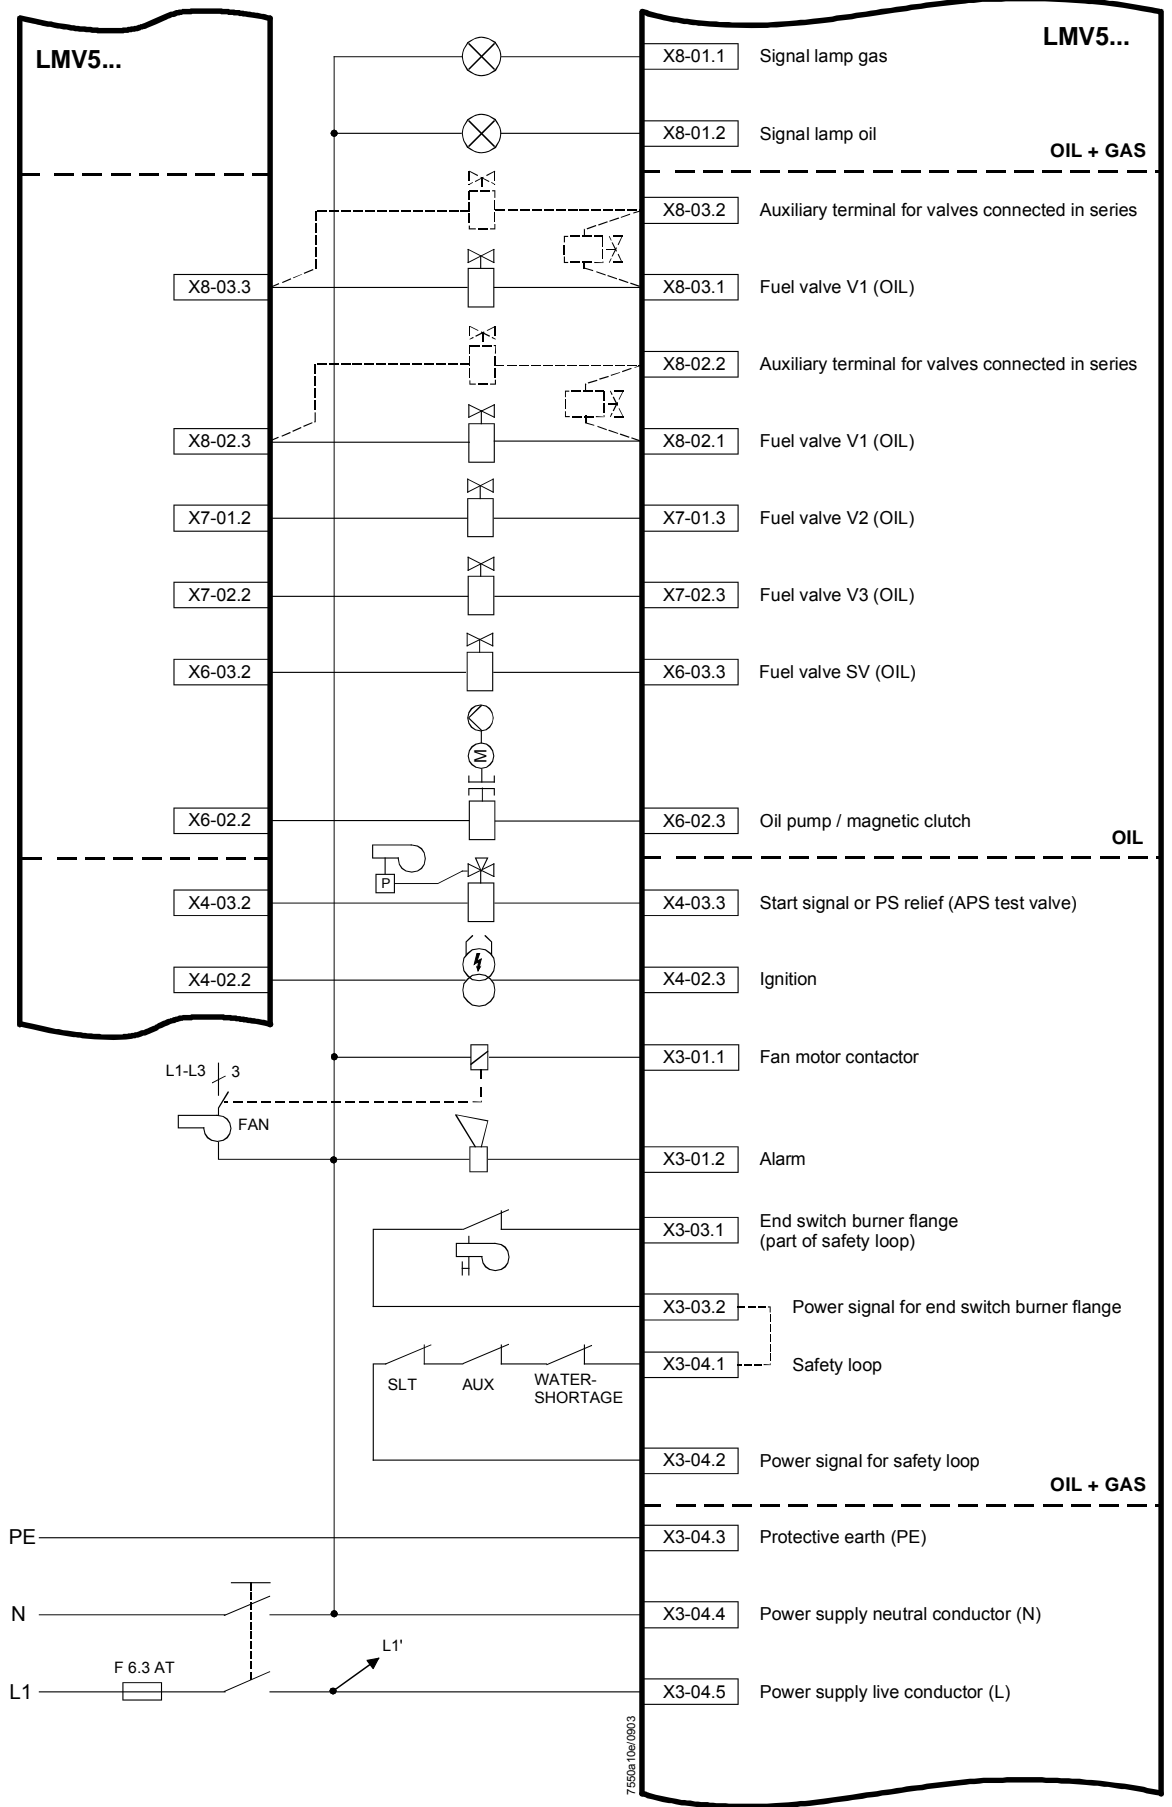 LMV5...
LMV5...
X8-01.1 Signal lamp gas
X8-01.2 Signal lamp oil
OIL + GAS
X8-03.2 Auxiliary terminal for valves connected in series
X8-03.3 X8-03.1 Fuel valve V1 (OIL)
X8-02.2 Auxiliary terminal for valves connected in series
X8-02.3 X8-02.1 Fuel valve V1 (OIL)
X7-01.2 X7-01.3 Fuel valve V2 (OIL)
X7-02.2 X7-02.3 Fuel valve V3 (OIL)
X6-03.2 X6-03.3 Fuel valve SV (OIL)
M
X6-02.2 X6-02.3 Oil pump / magnetic clutch
OIL
P
X4-03.2 X4-03.3 Start signal or PS relief (APS test valve)
X4-02.2 X4-02.3 Ignition
X3-01.1 Fan motor contactor
L1-L3 3
FAN
X3-01.2 Alarm
X3-03.1 End switch burner flange
(part of safety loop)
X3-03.2 Power signal for end switch burner flange
X3-04.1 Safety loop
SLT AUX WATER-
SHORTAGE
X3-04.2 Power signal for safety loop
OIL + GAS
PE X3-04.3 Protective earth (PE)
N X3-04.4 Power supply neutral conductor (N)
L1'
F 6.3 AT
L1 X3-04.5 Power supply live conductor (L)
7550a10e/0903